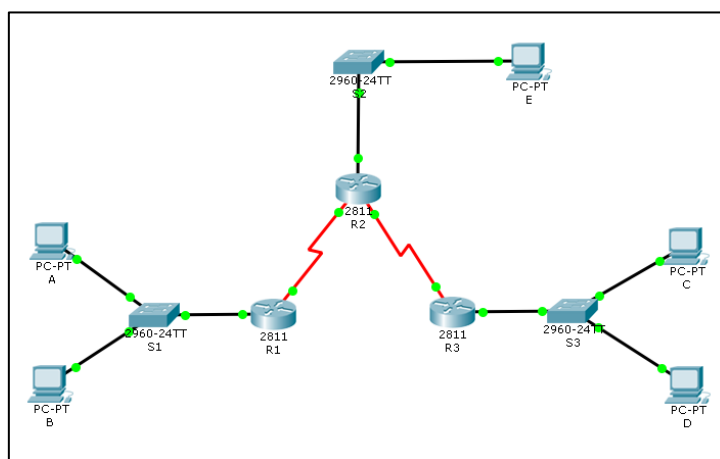 2960-24TT
S2
PC-PT
E
2811
R2
PC-PT
A
PC-PT
C
2960-24TT
S1
2811
R1
2811
R3
2960-24TT
S3
PC-PT
B
PC-PT
D